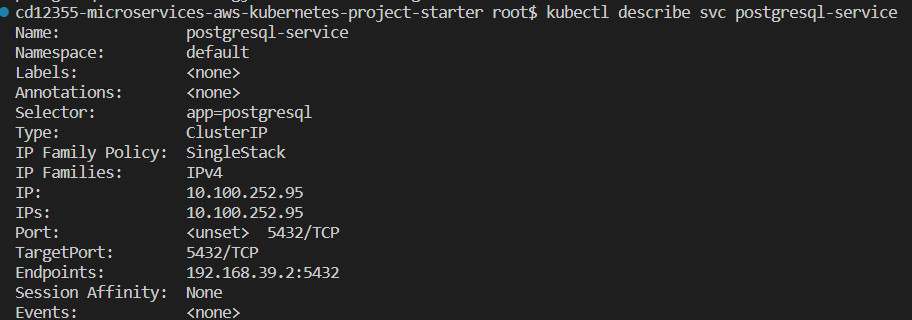 cd12355-microservices-aws-kubernetes-project-starter root$ kubectl describe svc postgresql-service
Name:              postgresql-service
Namespace:         default
Labels:            <none>
Annotations:       <none>
Selector:          app=postgresql
Type:              ClusterIP
IP Family Policy:  SingleStack
IP Families:       IPv4
IP:                10.100.252.95
IPs:               10.100.252.95
Port:              <unset>  5432/TCP
TargetPort:        5432/TCP
Endpoints:         192.168.39.2:5432
Session Affinity:  None
Events:            <none>